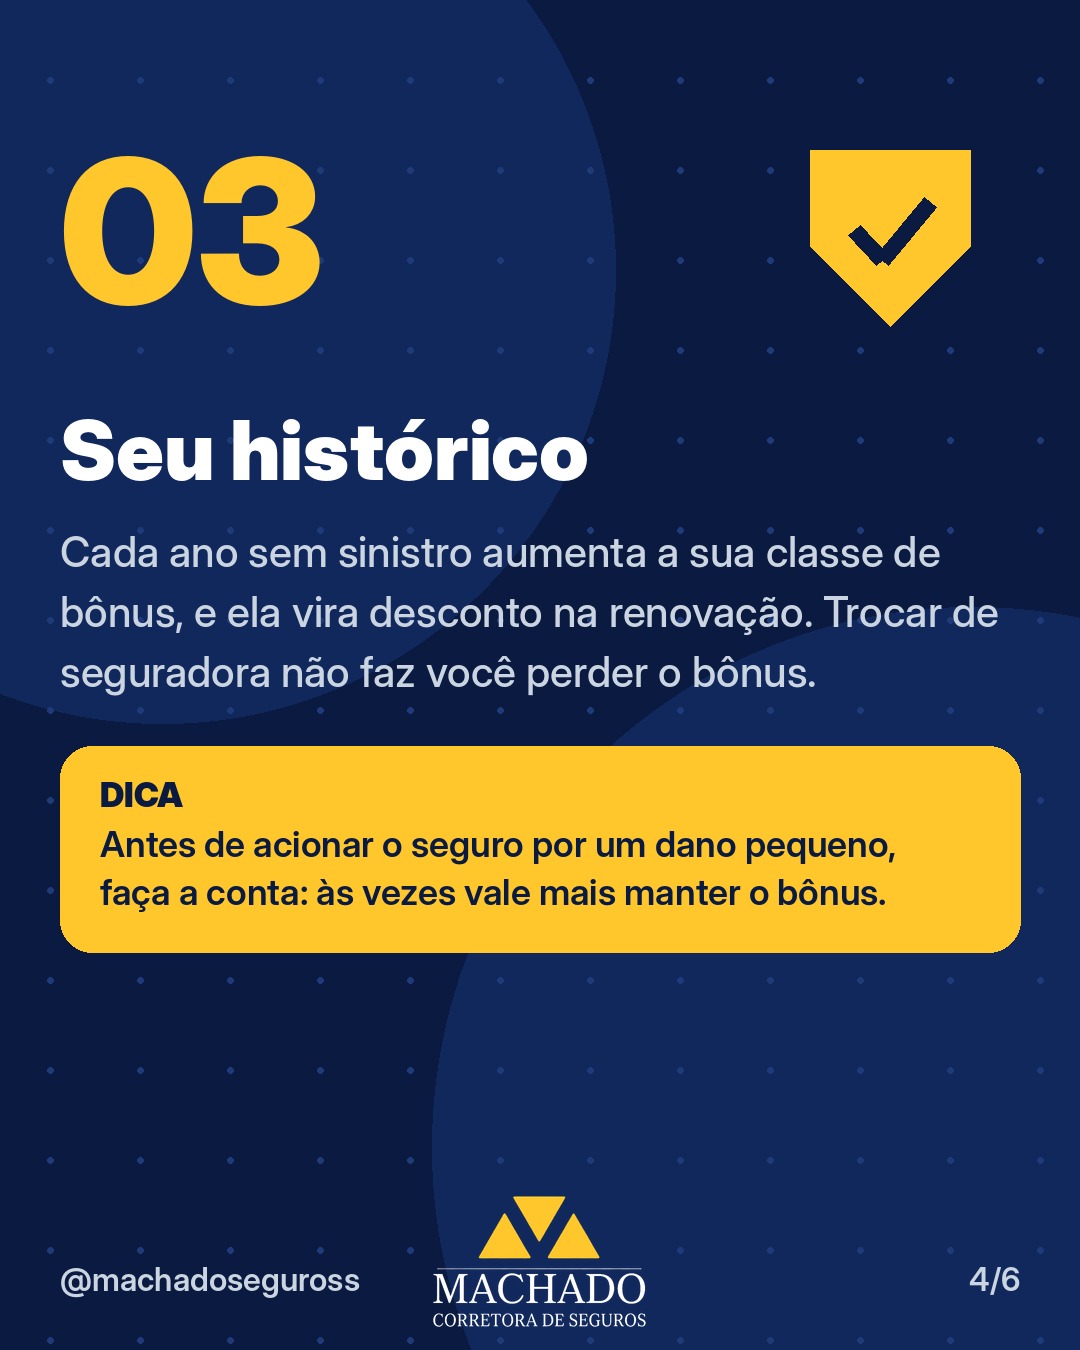 03
Seu histórico
Cada ano sem sinistro aumenta a sua classe de
bônus, e ela vira desconto na renovação. Trocar de
seguradora não faz você perder o bônus.
DICA
Antes de acionar o seguro por um dano pequeno,
faça a conta: às vezes vale mais manter o bônus.
@machadoseguross
MACHADO
CORRETORA DE SEGUROS
4/6